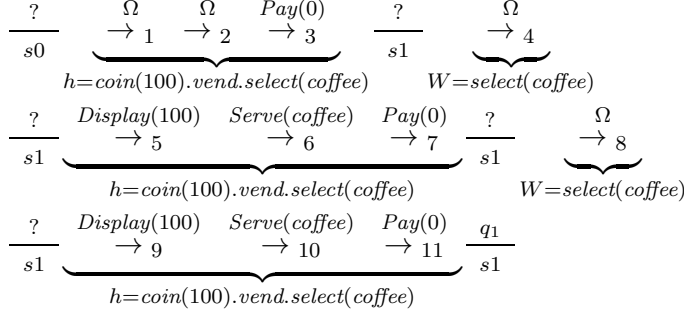 ? Ω Ω Pay(0) ? Ω
s0 → 1 → 2 → 3 s1 → 4
h=coin(100).vend.select(coffee) W=select(coffee)
? Display(100) Serve(coffee) Pay(0) ? Ω
s1 → 5 → 6 → 7 s1 → 8
h=coin(100).vend.select(coffee) W=select(coffee)
? Display(100) Serve(coffee) Pay(0) q₁
s1 → 9 → 10 → 11 s1
h=coin(100).vend.select(coffee)